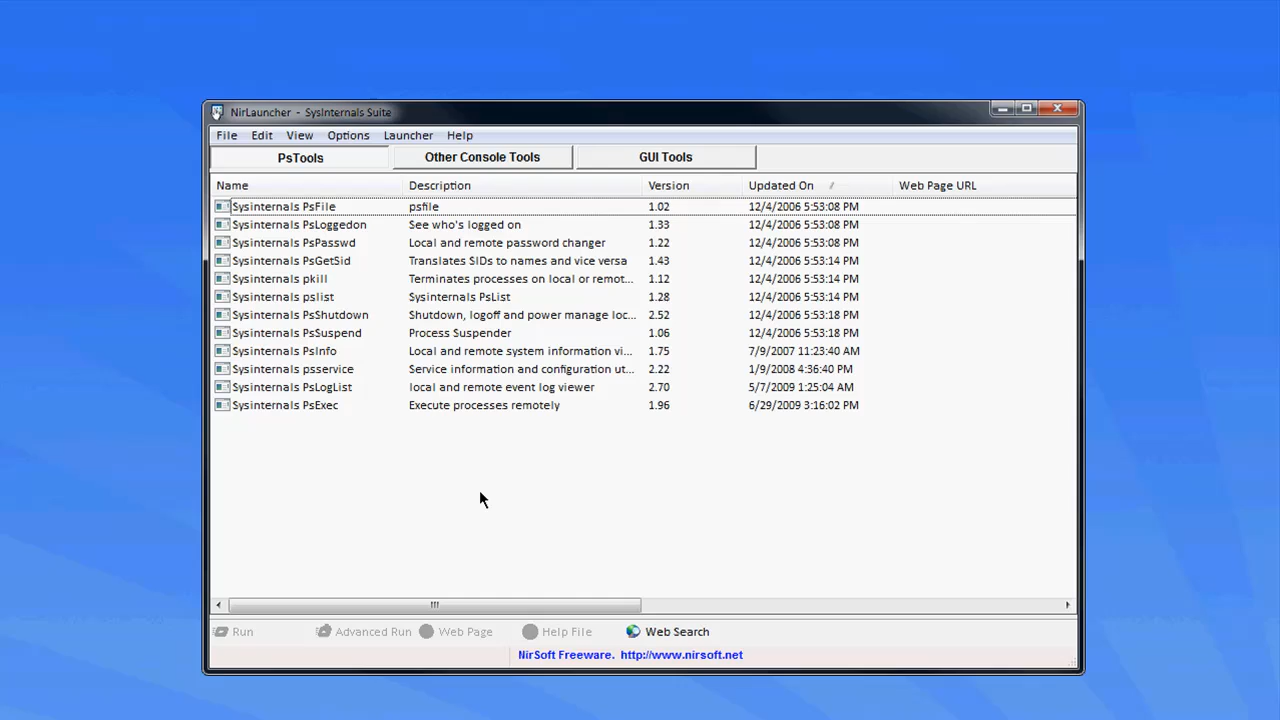 NirLauncher - SysInternals Suite
File Edit View Options Launcher Help
PsTools Other Console Tools GUI Tools
Name Description Version Updated On Web Page URL
Sysinternals PsFile psfile 1.02 12/4/2006 5:53:08 PM
Sysinternals PsLoggedon See who's logged on 1.33 12/4/2006 5:53:08 PM
Sysinternals PsPasswd Local and remote password changer 1.22 12/4/2006 5:53:08 PM
Sysinternals PsGetSid Translates SIDs to names and vice versa 1.43 12/4/2006 5:53:14 PM
Sysinternals pkill Terminates processes on local or remot... 1.12 12/4/2006 5:53:14 PM
Sysinternals pslist Sysinternals PsList 1.28 12/4/2006 5:53:14 PM
Sysinternals PsShutdown Shutdown, logoff and power manage loc... 2.52 12/4/2006 5:53:18 PM
Sysinternals PsSuspend Process Suspender 1.06 12/4/2006 5:53:18 PM
Sysinternals PsInfo Local and remote system information vi... 1.75 7/9/2007 11:23:40 AM
Sysinternals psservice Service information and configuration ut... 2.22 1/9/2008 4:36:40 PM
Sysinternals PsLogList local and remote event log viewer 2.70 5/7/2009 1:25:04 AM
Sysinternals PsExec Execute processes remotely 1.96 6/29/2009 3:16:02 PM
Run Advanced Run Web Page Help File Web Search
NirSoft Freeware. http://www.nirsoft.net